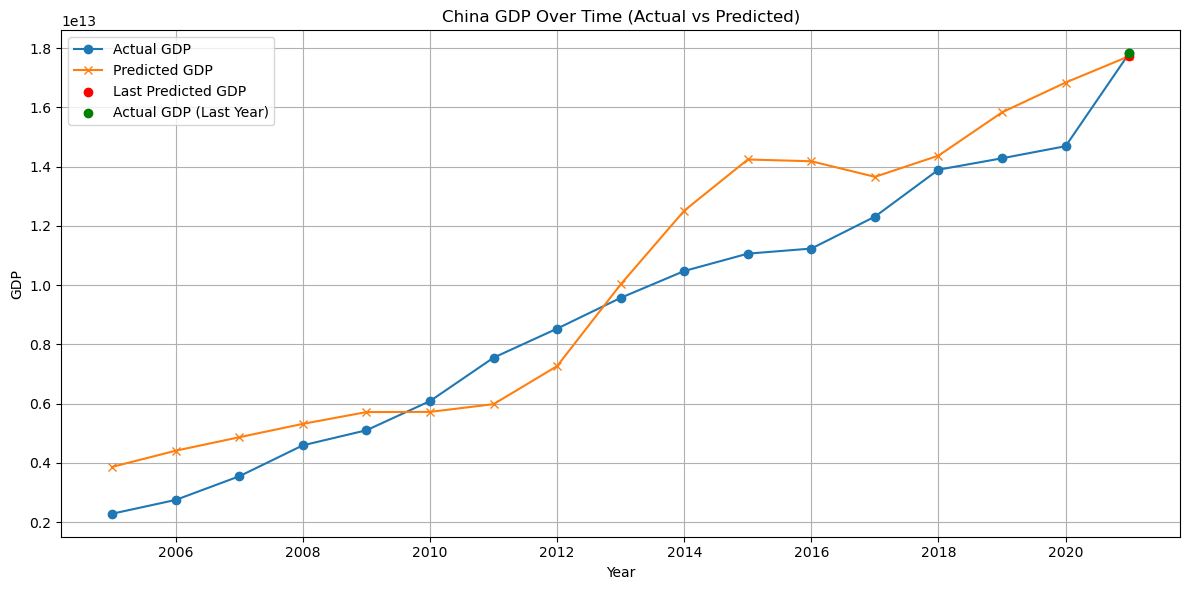 China GDP Over Time (Actual vs Predicted)
1e13
Actual GDP
Predicted GDP
Last Predicted GDP
Actual GDP (Last Year)
1.8
1.6
1.4
1.2
1.0
0.8
0.6
0.4
0.2
GDP
2006 2008 2010 2012 2014 2016 2018 2020
Year